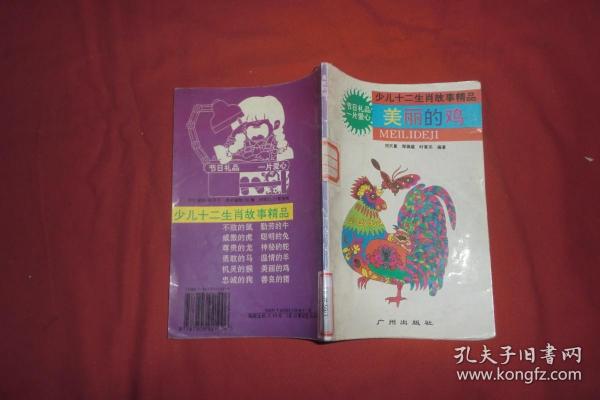 少儿十二生肖故事精品
节日礼品
一片爱心
美丽的鸡
MEILIDEJI
编著
广州出版社
节日礼品 一片爱心
少儿十二生肖故事精品
不败的鼠 勤劳的牛
威傲的虎 聪明的兔
尊贵的龙 神秘的蛇
勇敢的马 温情的羊
机灵的猴 美丽的鸡
忠诚的狗 善良的猪
孔夫子旧书网
www.kongfz.com